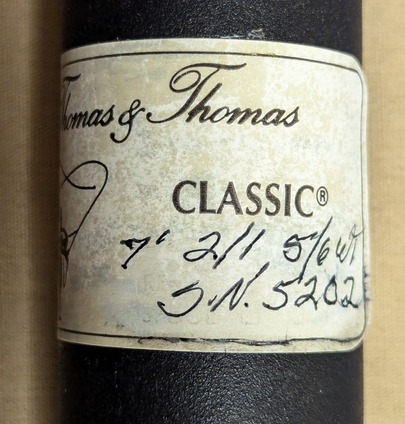 Thomas & Thomas
CLASSIC®
7' 2/1 5/6 wt
S.N. 5202